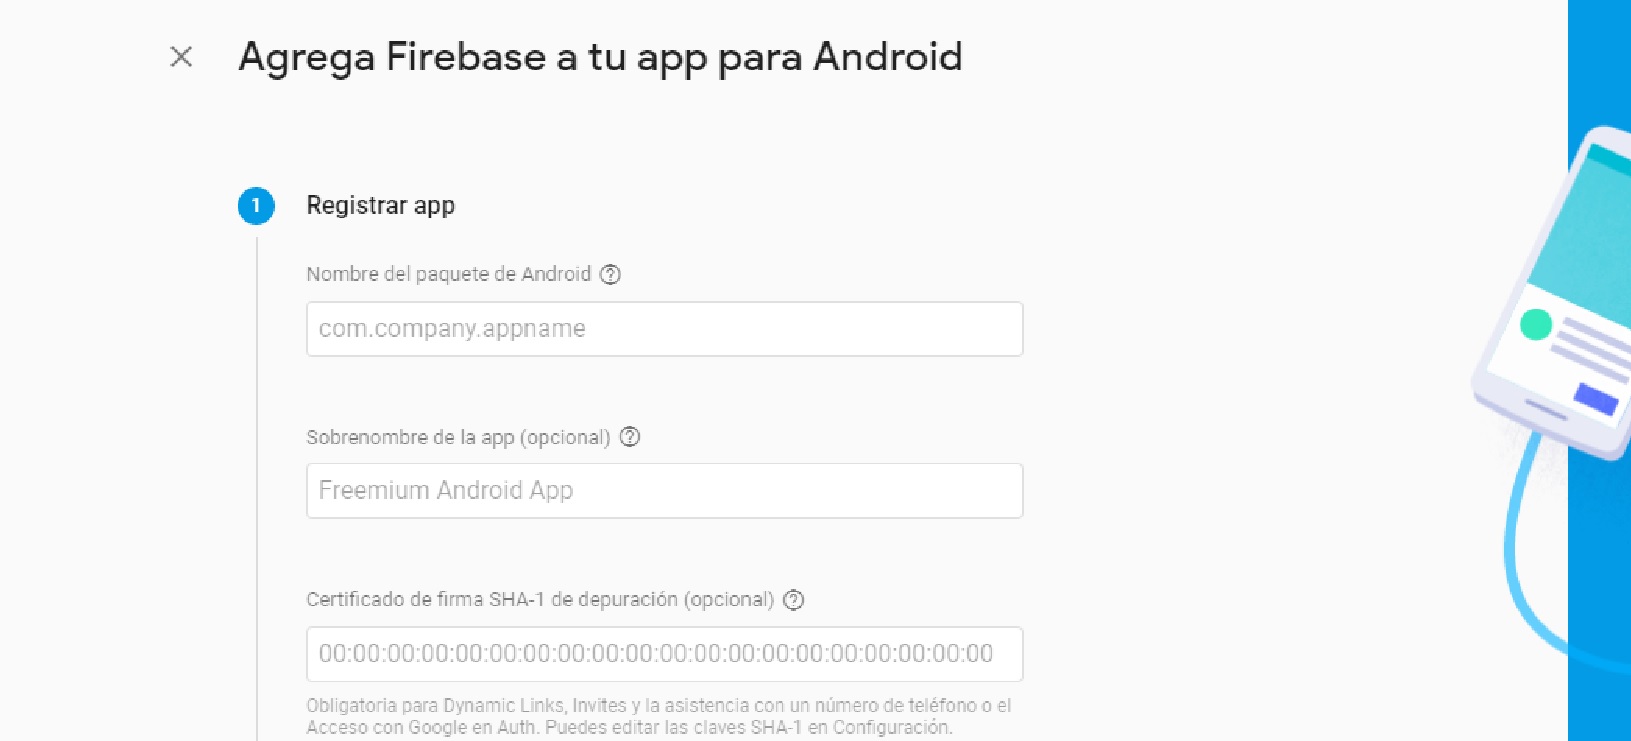 Agrega Firebase a tu app para Android
1 Registrar app
Nombre del paquete de Android
com.company.appname
Sobrenombre de la app (opcional)
Freemium Android App
Certificado de firma SHA-1 de depuración (opcional)
00:00:00:00:00:00:00:00:00:00:00:00:00:00:00:00:00:00:00:00
Obligatoria para Dynamic Links, Invites y la asistencia con un número de teléfono o el
Acceso con Google en Auth. Puedes editar las claves SHA-1 en Configuración.